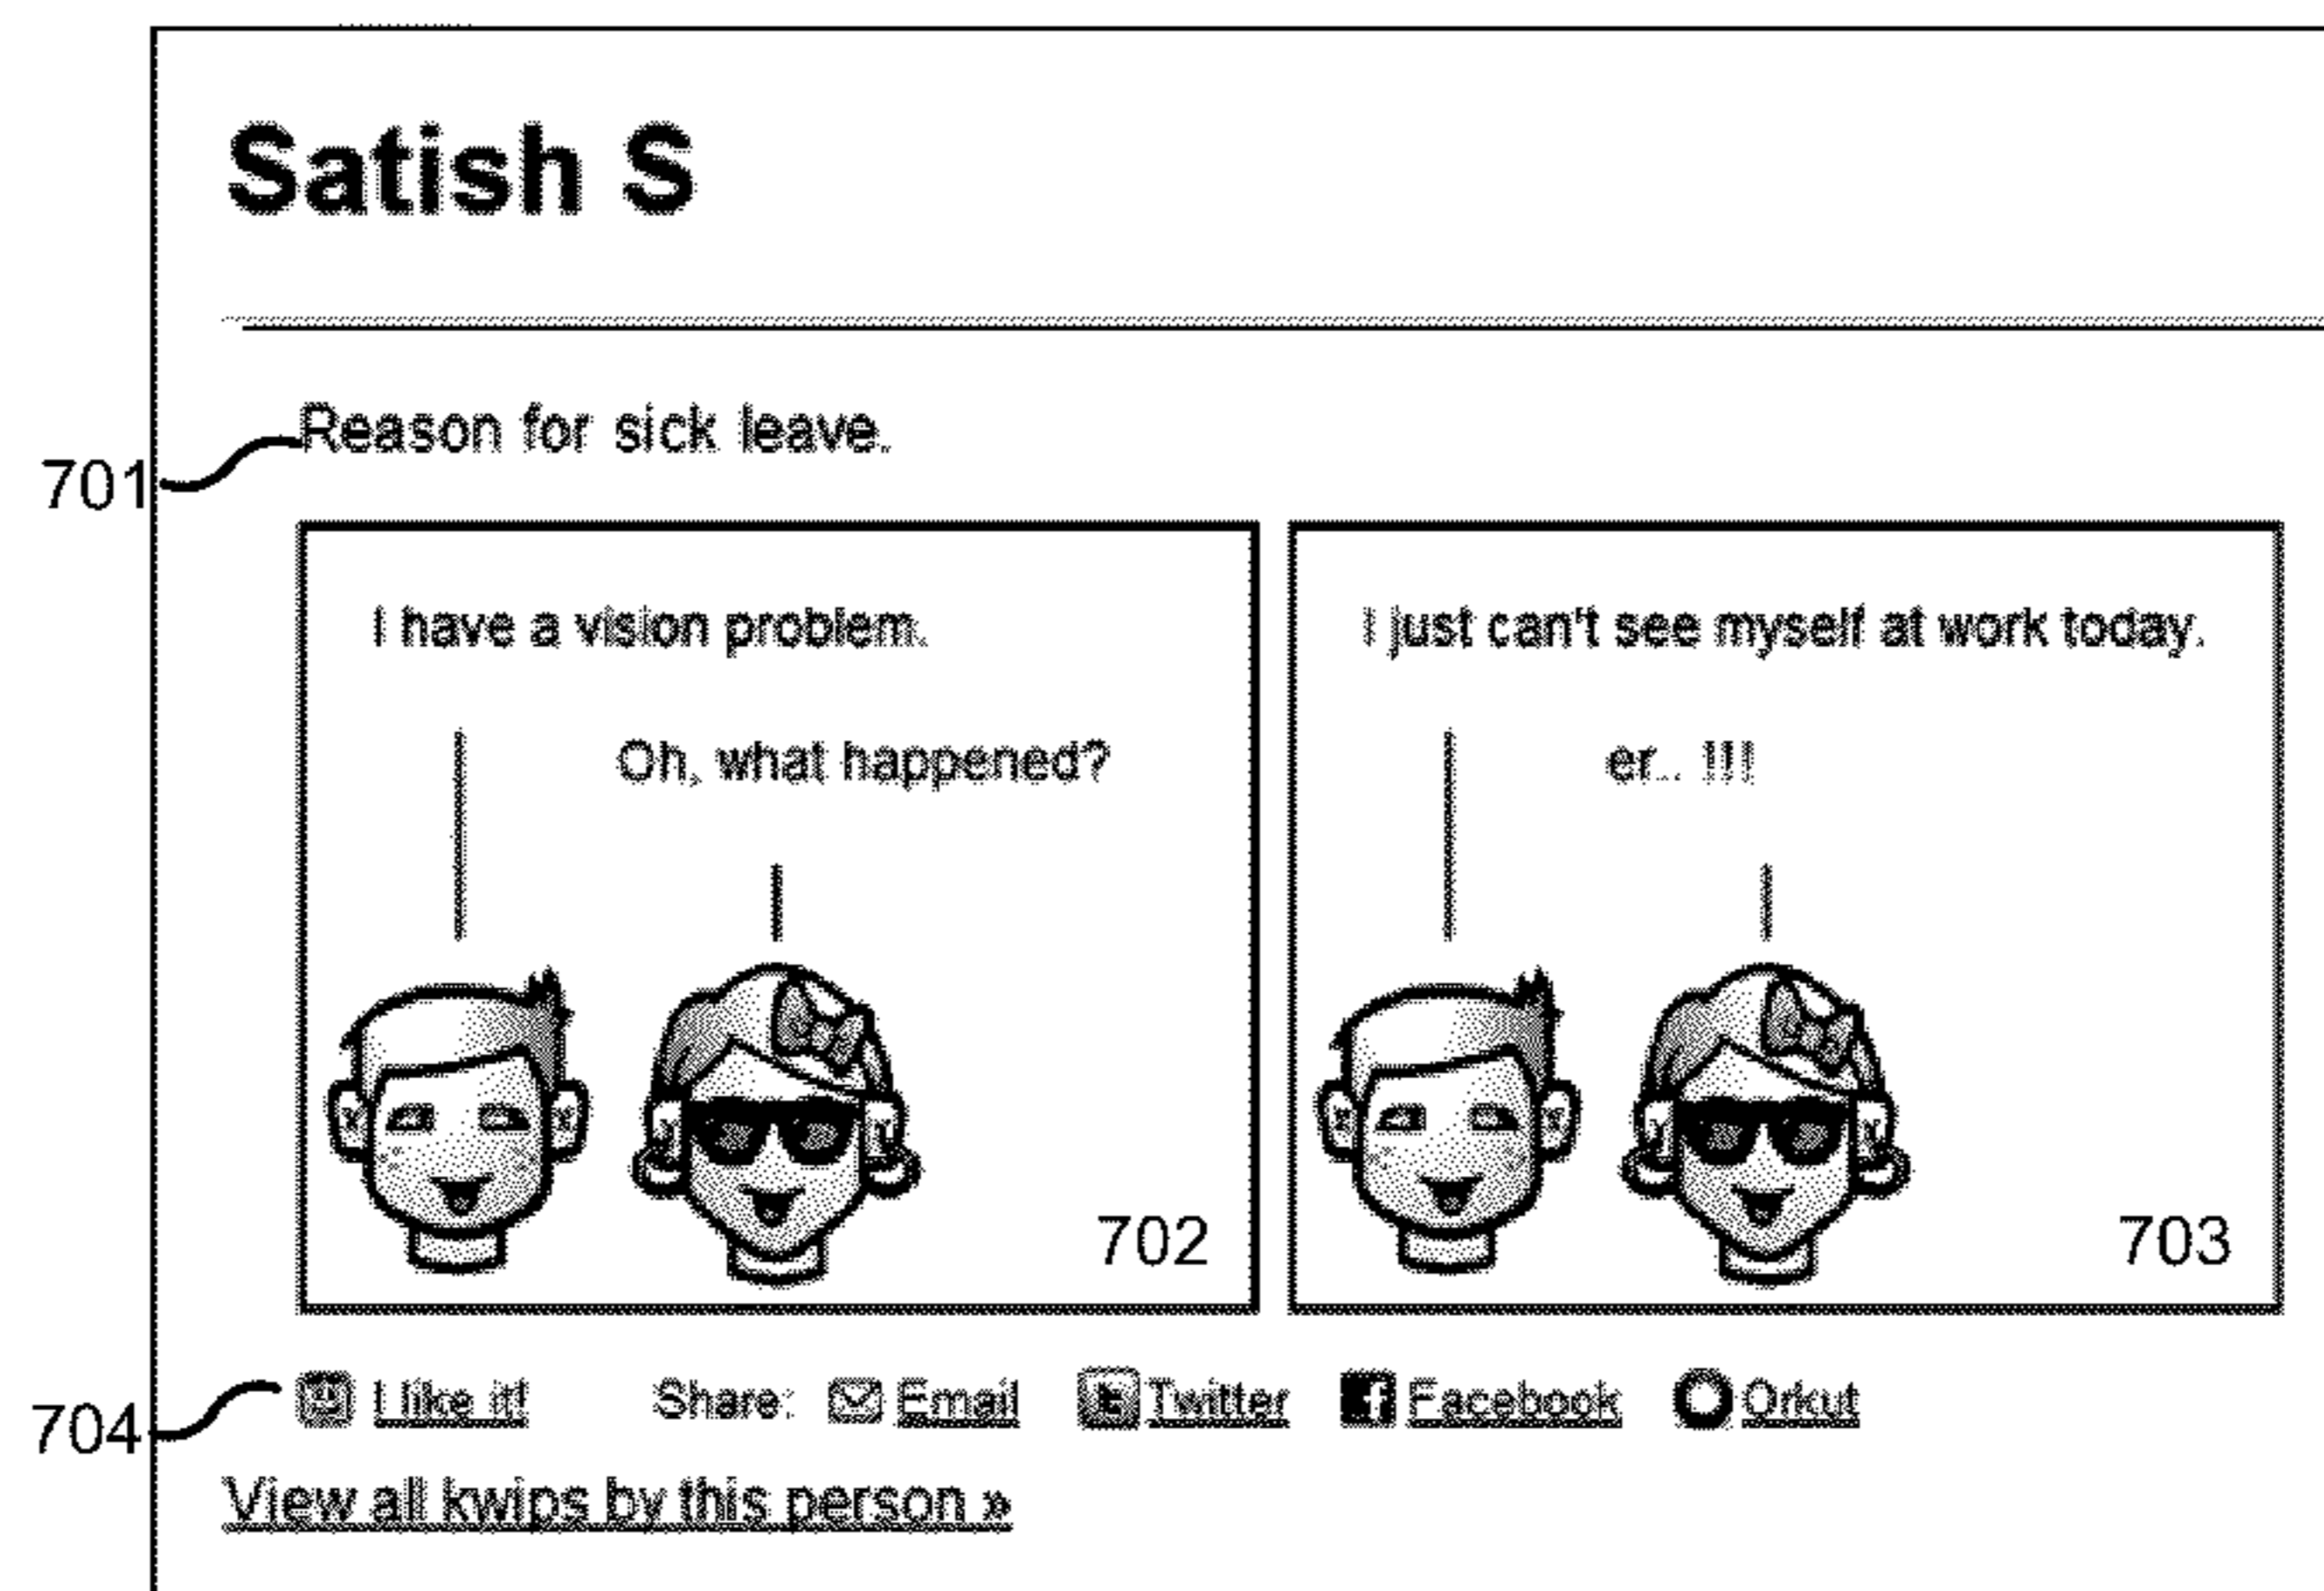 Satish S
Reason for sick leave.
701
I have a vision problem.
Oh, what happened?
702
I just can't see myself at work today.
er.. !!!
703
704
I like it! Share: Email Twitter Facebook Orkut
View all kwips by this person »